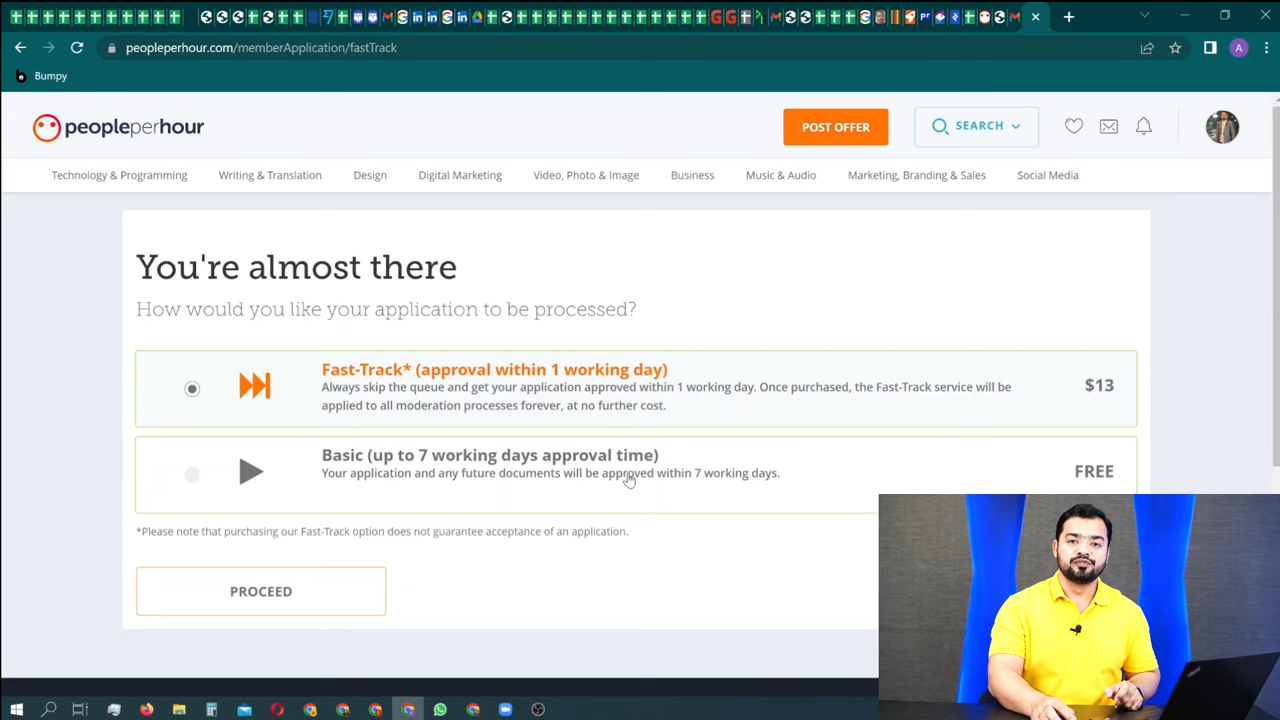 peopleperhour.com/memberApplication/fastTrack
A
Bumpy
peopleperhour
POST OFFER
SEARCH
Technology & Programming
Writing & Translation
Design
Digital Marketing
Video, Photo & Image
Business
Music & Audio
Marketing, Branding & Sales
Social Media
You're almost there
How would you like your application to be processed?
Fast-Track* (approval within 1 working day)
Always skip the queue and get your application approved within 1 working day. Once purchased, the Fast-Track service will be
applied to all moderation processes forever, at no further cost.
$13
Basic (up to 7 working days approval time)
Your application and any future documents will be approved within 7 working days.
FREE
*Please note that purchasing our Fast-Track option does not guarantee acceptance of an application.
PROCEED